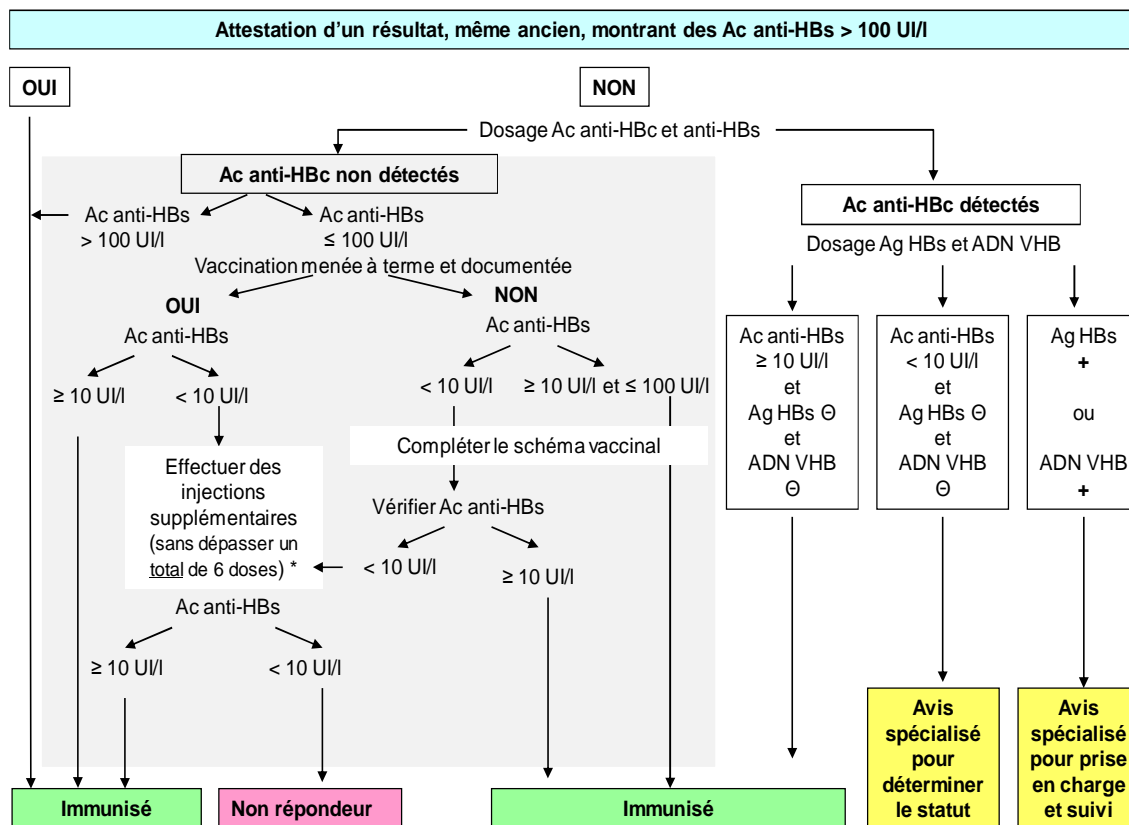 Attestation d'un résultat, même ancien, montrant des Ac anti-HBs > 100 UI/l
OUI
NON
Dosage Ac anti-HBc et anti-HBs
Ac anti-HBc non détectés
Ac anti-HBs
> 100 UI/l
Ac anti-HBs
≤ 100 UI/l
Vaccination menée à terme et documentée
OUI
Ac anti-HBs
≥ 10 UI/l
< 10 UI/l
Effectuer des
injections
supplémentaires
(sans dépasser un
total de 6 doses) *
Ac anti-HBs
≥ 10 UI/l
< 10 UI/l
NON
Ac anti-HBs
< 10 UI/l
≥ 10 UI/l et ≤ 100 UI/l
Compléter le schéma vaccinal
Vérifier Ac anti-HBs
< 10 UI/l
≥ 10 UI/l
Ac anti-HBc détectés
Dosage Ag HBs et ADN VHB
Ac anti-HBs
≥ 10 UI/l
et
Ag HBs Θ
et
ADN VHB
Θ
Ac anti-HBs
< 10 UI/l
et
Ag HBs Θ
et
ADN VHB
Θ
Ag HBs
+
ou
ADN VHB
+
Immunisé
Non répondeur
Immunisé
Avis
spécialisé
pour
déterminer
le statut
Avis
spécialisé
pour prise
en charge
et suivi